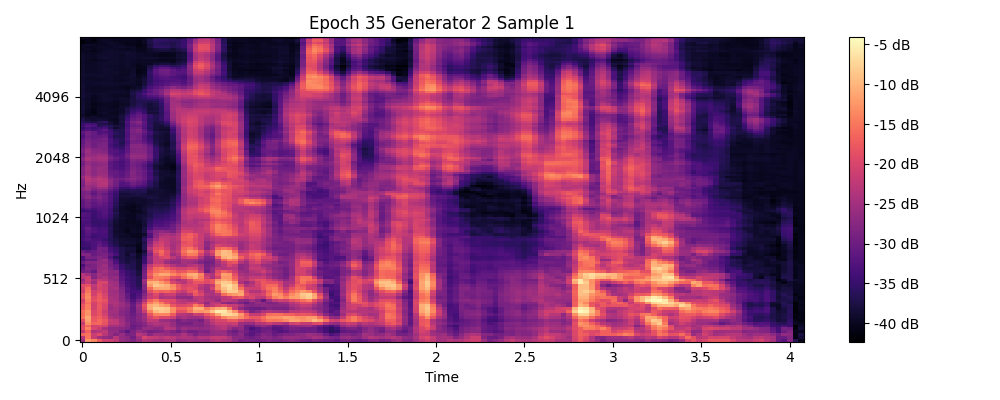 Epoch 35 Generator 2 Sample 1
Hz
4096
2048
1024
512
0
0
0.5
1
1.5
2
2.5
3
3.5
4
Time
-5 dB
-10 dB
-15 dB
-20 dB
-25 dB
-30 dB
-35 dB
-40 dB